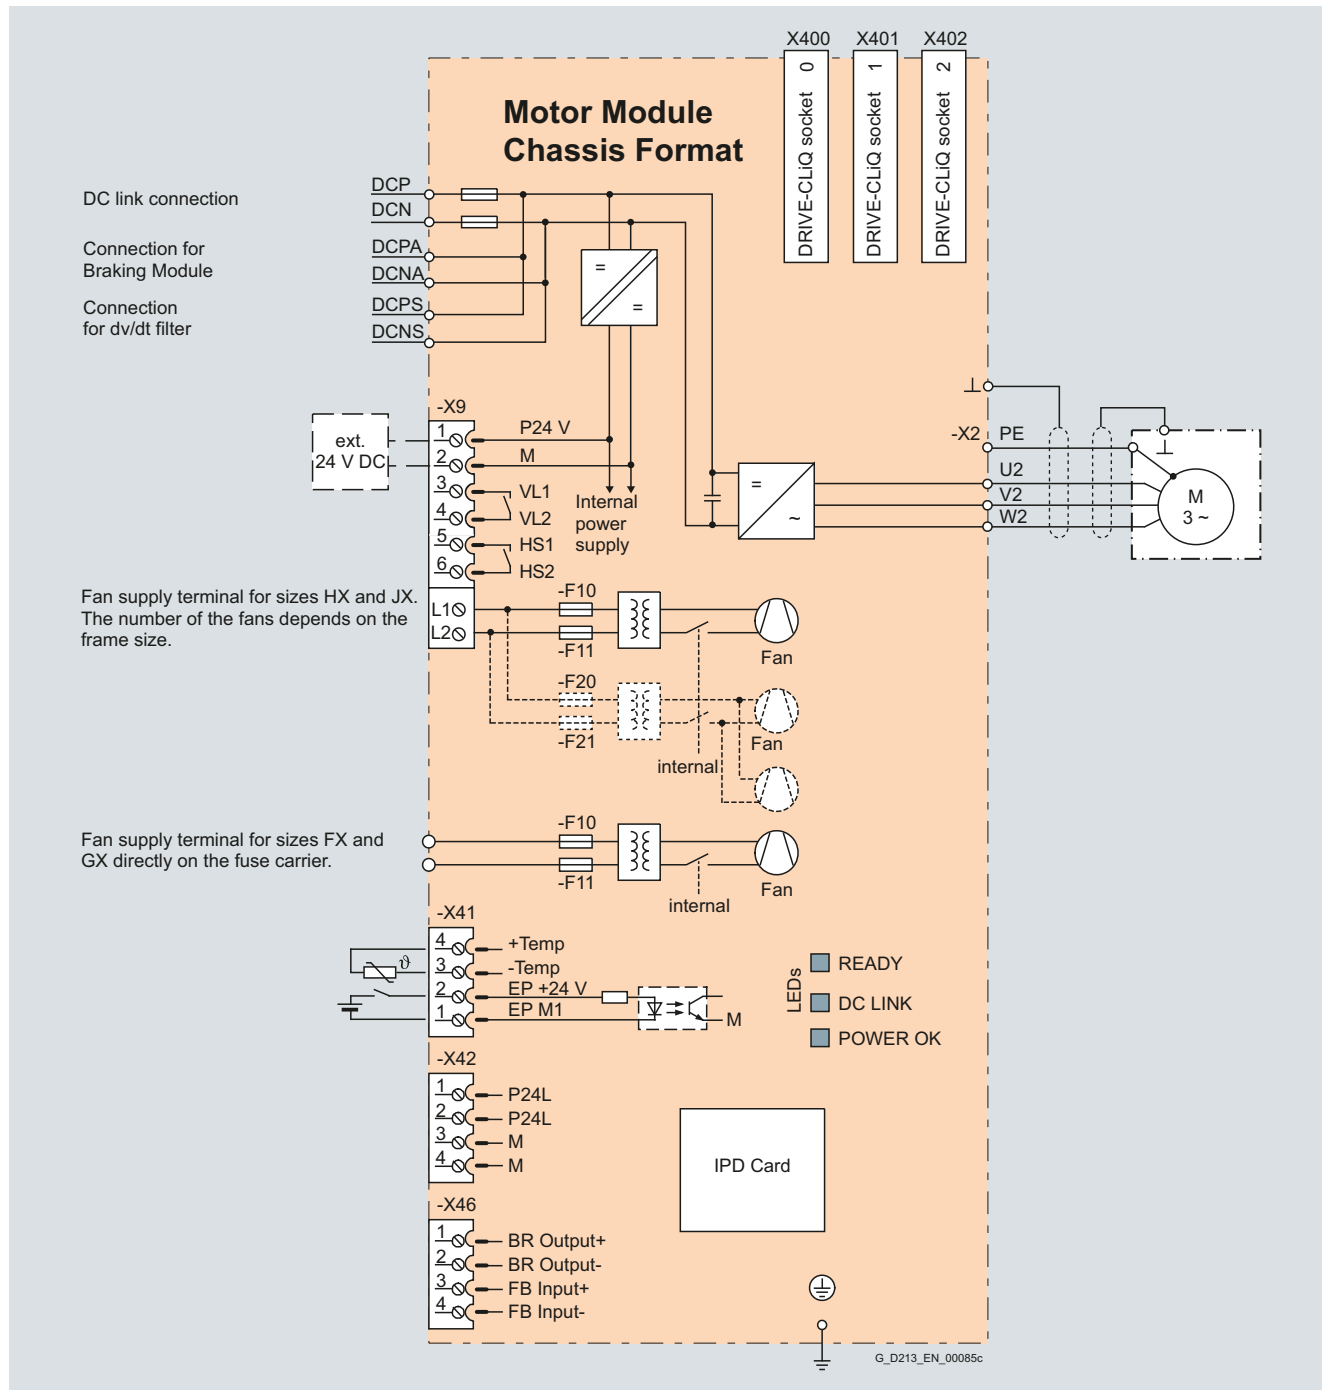 X400 X401 X402
DRIVE-CLiQ socket 0
DRIVE-CLiQ socket 1
DRIVE-CLiQ socket 2
Motor Module
Chassis Format
DC link connection
DCP
DCN
Connection for
Braking Module
DCPA
DCNA
Connection
for dv/dt filter
DCPS
DCNS
=
=
-X9
ext.
24 V DC
1 P24 V
2 M
3 VL1
4 VL2
5 HS1
6 HS2
Internal
power
supply
=
~
-X2 PE
U2
V2
W2
M
3 ~
Fan supply terminal for sizes HX and JX.
The number of the fans depends on the
frame size.
L1
L2
-F10
-F11
Fan
-F20
-F21
Fan
internal
Fan supply terminal for sizes FX and
GX directly on the fuse carrier.
-F10
-F11
Fan
internal
-X41
ϑ
4 +Temp
3 -Temp
2 EP +24 V
1 EP M1
M
LEDs
READY
DC LINK
POWER OK
-X42
1 P24L
2 P24L
3 M
4 M
IPD Card
-X46
1 BR Output+
2 BR Output-
3 FB Input+
4 FB Input-
G_D213_EN_00085c